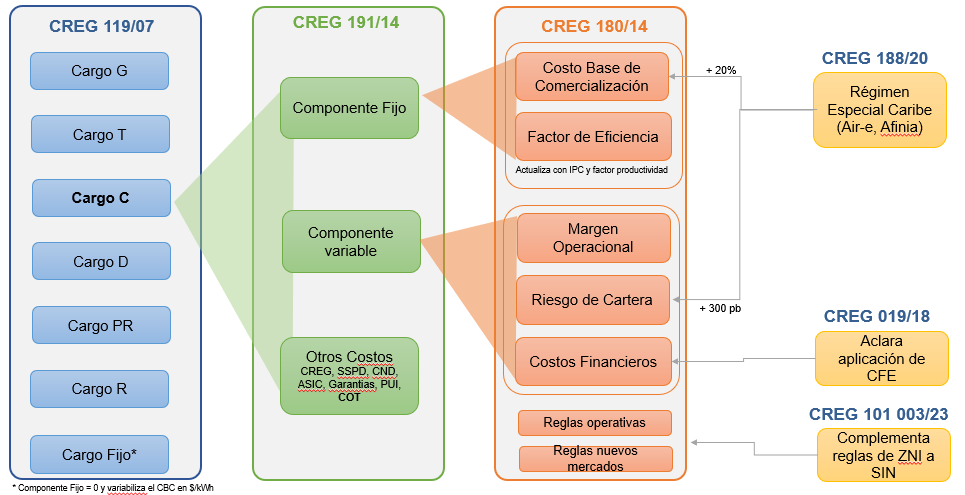 CREG 119/07
Cargo G
Cargo T
Cargo C
Cargo D
Cargo PR
Cargo R
Cargo Fijo*
* Componente Fijo = 0 y variabiliza el CBC en $/kWh
CREG 191/14
Componente Fijo
Componente
variable
Otros Costos
CREG, SSPD, CND,
ASIC, Garantias, PUI,
COT
CREG 180/14
Costo Base de
Comercialización
Factor de Eficiencia
Actualiza con IPC y factor productividad
Margen
Operacional
Riesgo de Cartera
Costos Financieros
Reglas operativas
Reglas nuevos
mercados
+ 20%
+ 300 pb
CREG 188/20
Régimen
Especial Caribe
(Air-e, Afinia)
CREG 019/18
Aclara
aplicación de
CFE
CREG 101 003/23
Complementa
reglas de ZNI a
SIN